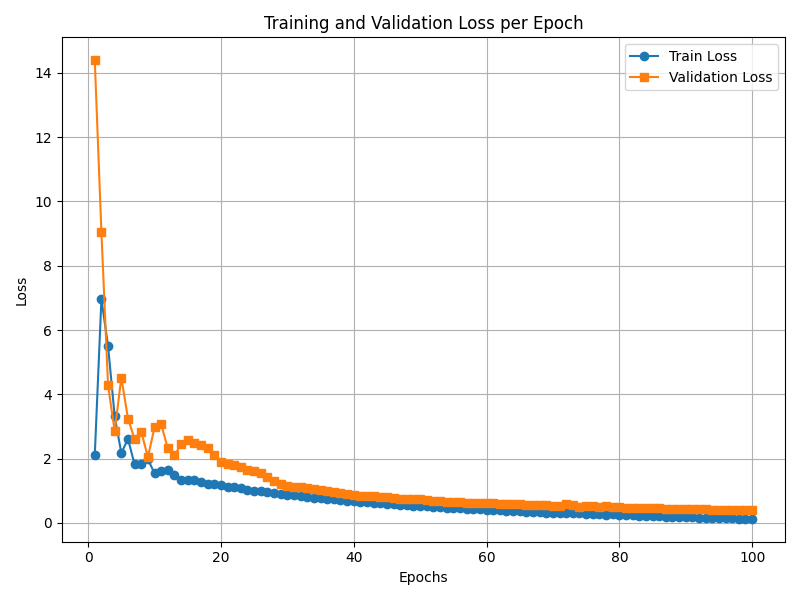 Training and Validation Loss per Epoch
Train Loss
Validation Loss
14
12
10
8
6
4
2
0
Loss
0 20 40 60 80 100
Epochs